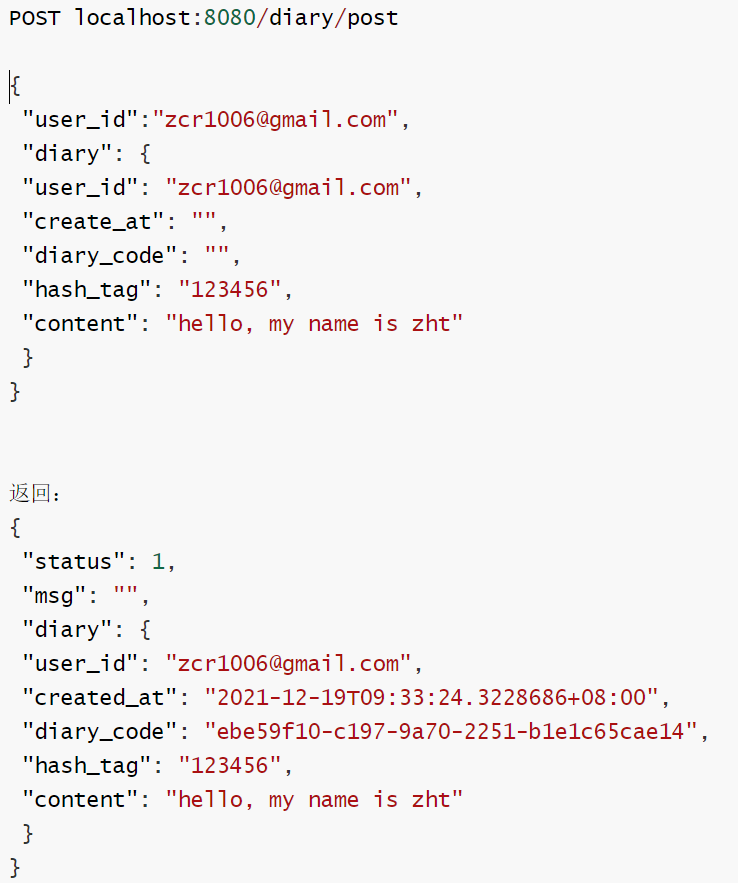 POST localhost:8080/diary/post
{
"user_id":"zcr1006@gmail.com",
"diary": {
"user_id": "zcr1006@gmail.com",
"create_at": "",
"diary_code": "",
"hash_tag": "123456",
"content": "hello, my name is zht"
}
}
返回:
{
"status": 1,
"msg": "",
"diary": {
"user_id": "zcr1006@gmail.com",
"created_at": "2021-12-19T09:33:24.3228686+08:00",
"diary_code": "ebe59f10-c197-9a70-2251-b1e1c65cae14",
"hash_tag": "123456",
"content": "hello, my name is zht"
}
}